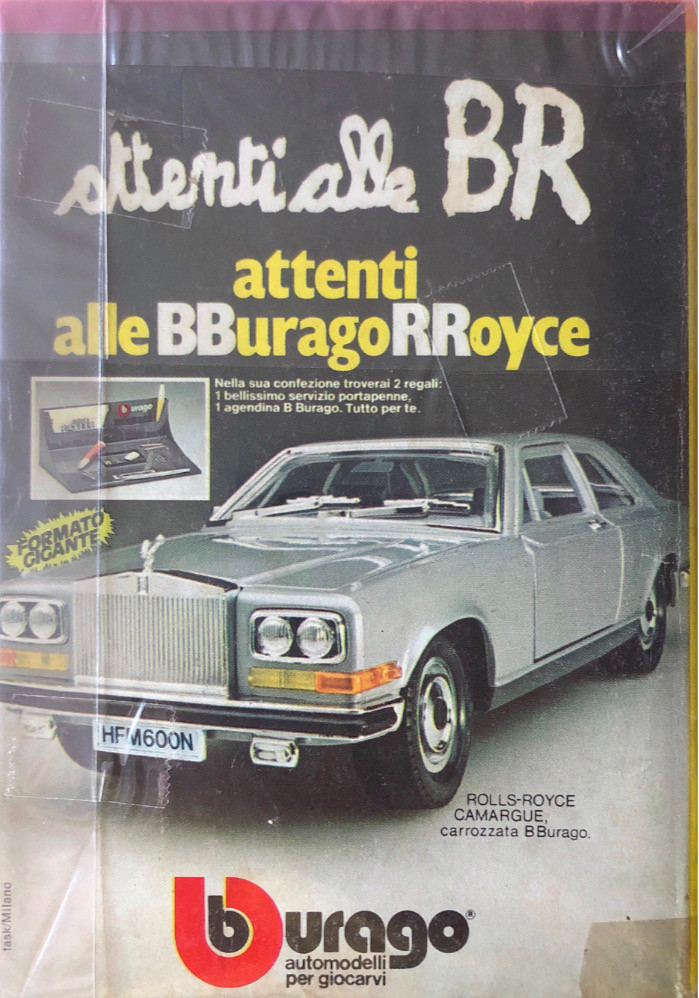 attenti alle BR
attenti
alle BBuragoRRoyce
Nella sua confezione troverai 2 regali:
1 bellissimo servizio portapenne,
1 agendina B Burago. Tutto per te.
burago
FORMATO
GIGANTE
HFM600N
ROLLS-ROYCE
CAMARGUE,
carrozzata BBurago.
task/Milano
bburago®
automodelli
per giocarvi